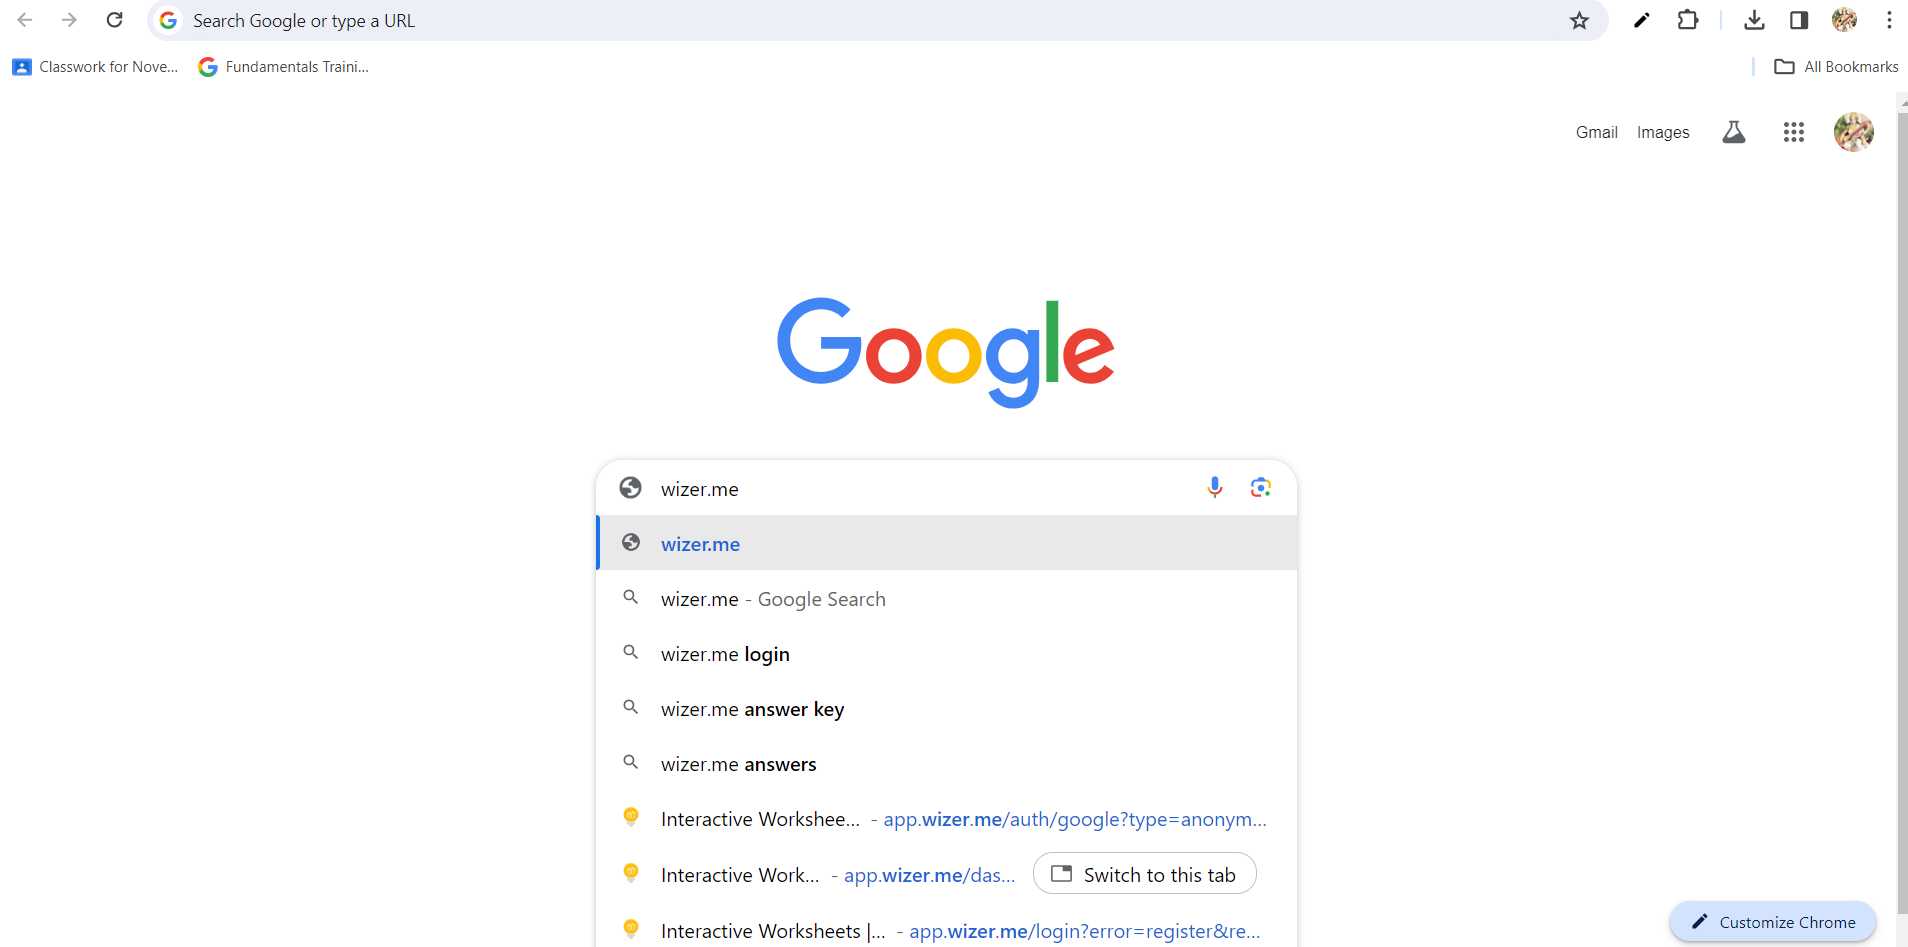 Search Google or type a URL
Classwork for Nove...
Fundamentals Traini...
All Bookmarks
Gmail
Images
Google
wizer.me
wizer.me
wizer.me - Google Search
wizer.me login
wizer.me answer key
wizer.me answers
Interactive Workshee... - app.wizer.me/auth/google?type=anonym...
Interactive Work... - app.wizer.me/das... Switch to this tab
Interactive Worksheets |... - app.wizer.me/login?error=register&re...
Customize Chrome